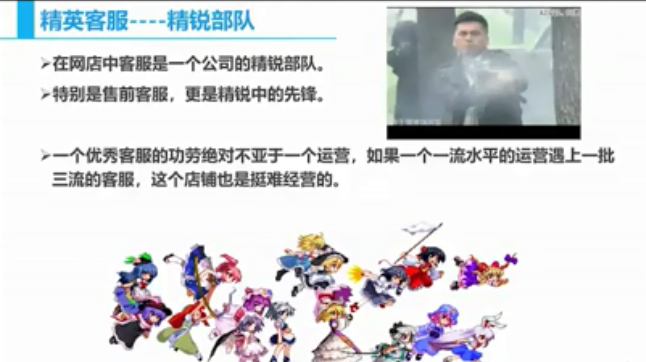 精英客服----精锐部队
➢在网店中客服是一个公司的精锐部队。
➢特别是售前客服，更是精锐中的先锋。
➢一个优秀客服的功劳绝对不亚于一个运营，如果一个一流水平的运营遇上一批
三流的客服，这个店铺也是挺难经营的。